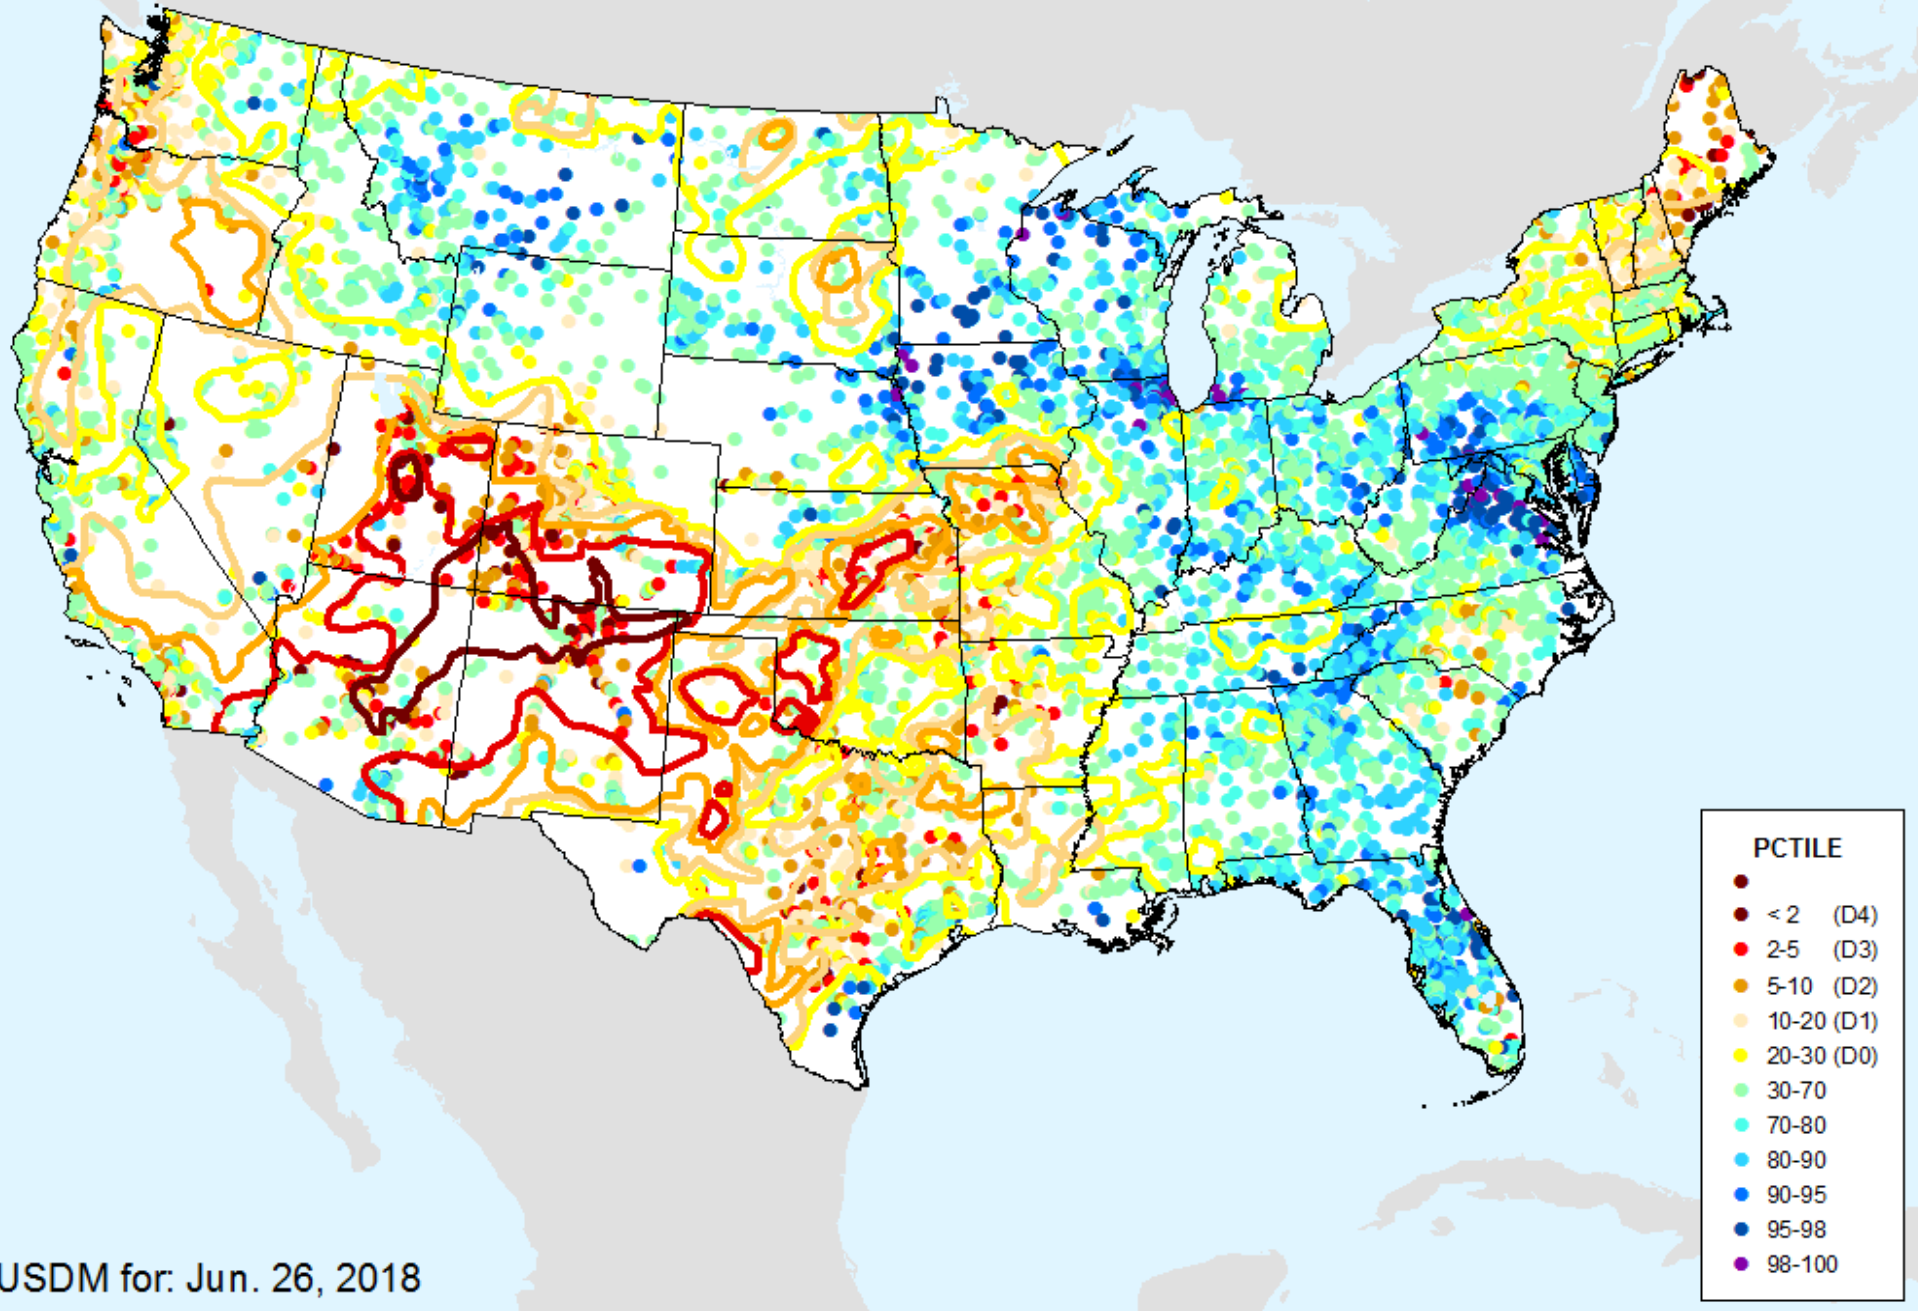 PCTILE
< 2 (D4)
2-5 (D3)
5-10 (D2)
10-20 (D1)
20-30 (D0)
30-70
70-80
80-90
90-95
95-98
98-100
USDM for: Jun. 26, 2018